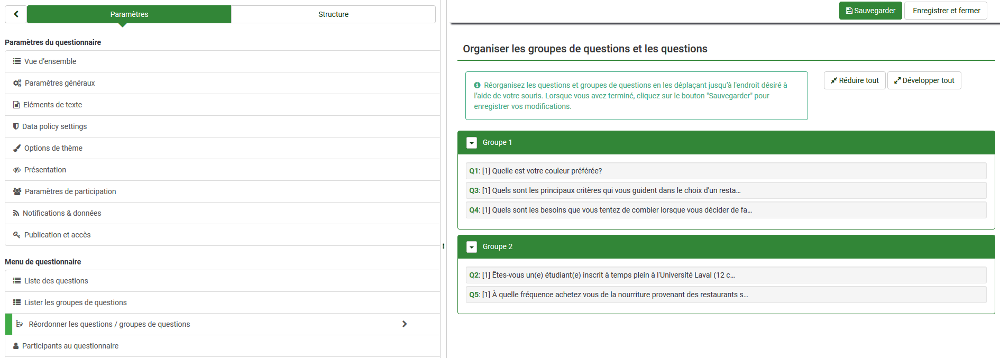 Paramètres
Structure
Paramètres du questionnaire
Vue d'ensemble
Paramètres généraux
Eléments de texte
Data policy settings
Options de thème
Présentation
Paramètres de participation
Notifications & données
Publication et accès
Menu de questionnaire
Liste des questions
Lister les groupes de questions
Réordonner les questions / groupes de questions
Participants au questionnaire
Sauvegarder
Enregistrer et fermer
Organiser les groupes de questions et les questions
Réorganisez les questions et groupes de questions en les déplaçant jusqu'à l'endroit désiré à
l'aide de votre souris. Lorsque vous avez terminé, cliquez sur le bouton "Sauvegarder" pour
enregistrer vos modifications.
Réduire tout
Développer tout
Groupe 1
Q1: [1] Quelle est votre couleur préférée?
Q3: [1] Quels sont les principaux critères qui vous guident dans le choix d'un resta...
Q4: [1] Quels sont les besoins que vous tentez de combler lorsque vous décider de fa...
Groupe 2
Q2: [1] Êtes-vous un(e) étudiant(e) inscrit à temps plein à l'Université Laval (12 c...
Q5: [1] À quelle fréquence achetez vous de la nourriture provenant des restaurants s...